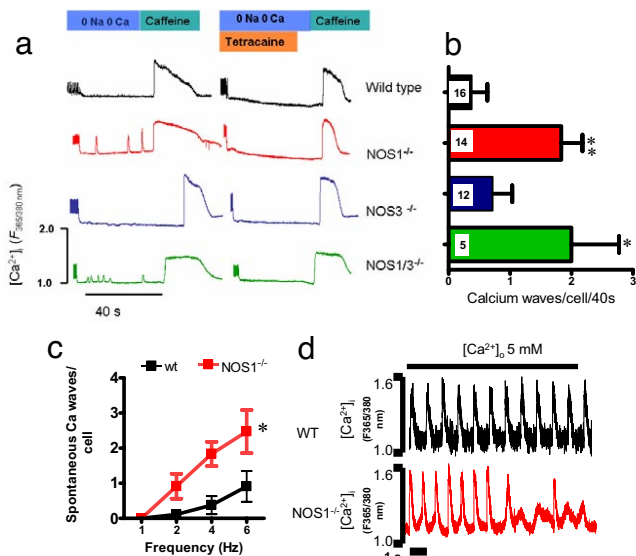 0 Na 0 Ca Caffeine 0 Na 0 Ca Caffeine
Tetracaine
a
b
Wild type
NOS1-/-
NOS3 -/-
NOS1/3-/-
[Ca2+]i (F365/380 nm)
2.0
1.0
40 s
16
14
12
5
**
*
0 1 2 3
Calcium waves/cell/40s
c
wt NOS1-/-
Spontaneous Ca waves/
cell
4
3
2
1
0
*
1 2 4 6
Frequency (Hz)
d
[Ca2+]o 5 mM
WT
[Ca2+]i
(F365/380
nm)
1.6
1.1
NOS1-/-
[Ca2+]i
(F365/380
nm)
1.6
1.1